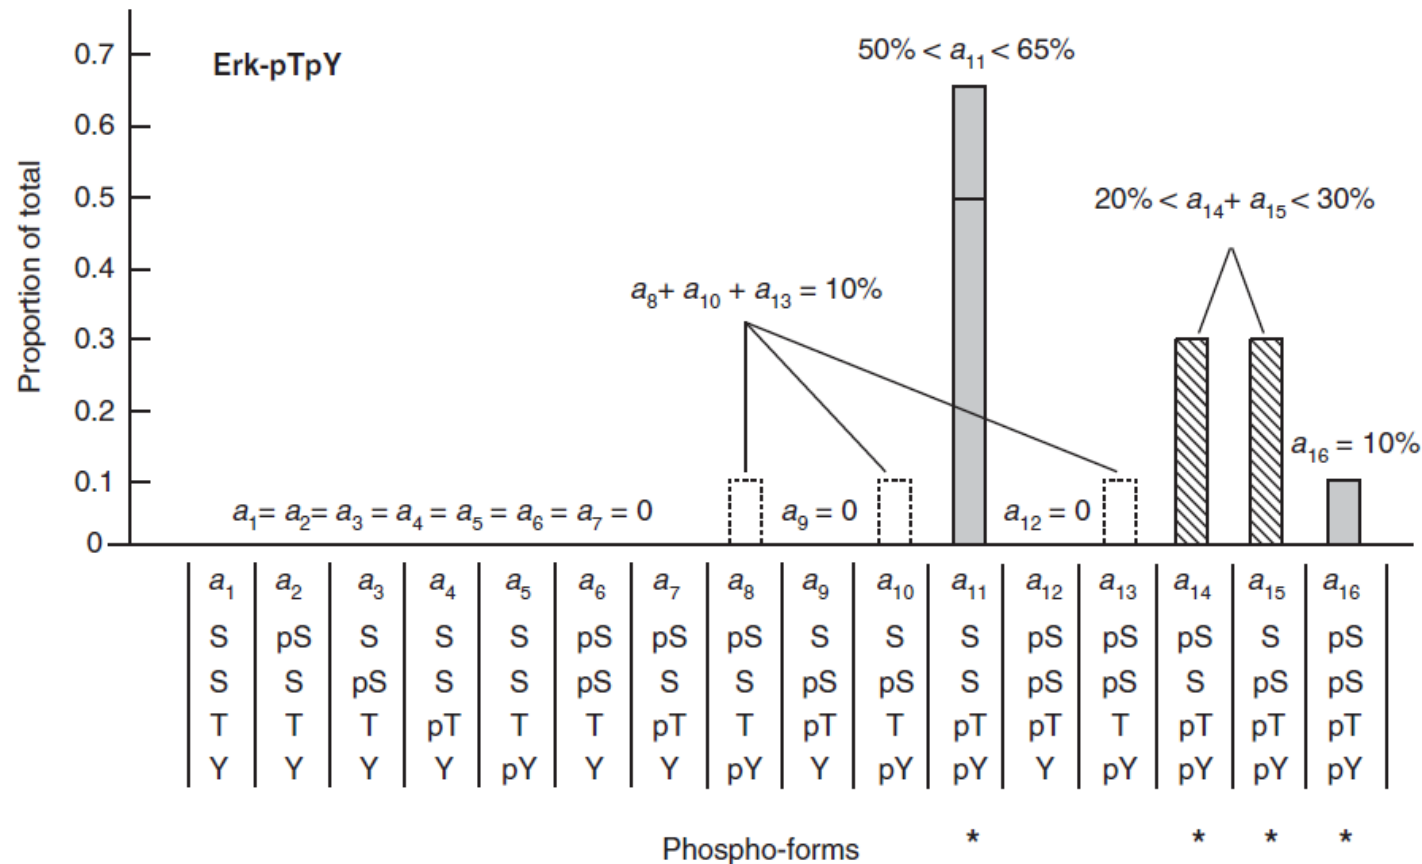 Erk-pTpY
Proportion of total
0.7
0.6
0.5
0.4
0.3
0.2
0.1
0
50% < a₁₁ < 65%
20% < a₁₄+ a₁₅ < 30%
a₈+ a₁₀ + a₁₃ = 10%
a₁₆ = 10%
a₁= a₂= a₃ = a₄ = a₅ = a₆ = a₇ = 0
a₉ = 0
a₁₂ = 0
a₁ a₂ a₃ a₄ a₅ a₆ a₇ a₈ a₉ a₁₀ a₁₁ a₁₂ a₁₃ a₁₄ a₁₅ a₁₆
S pS S S S pS pS pS S S S pS pS pS S pS
S S pS S S pS S S pS pS S pS pS S pS pS
T T T pT T T pT T pT T pT pT T pT pT pT
Y Y Y Y pY Y Y pY Y pY pY Y pY pY pY pY
Phospho-forms * * * *